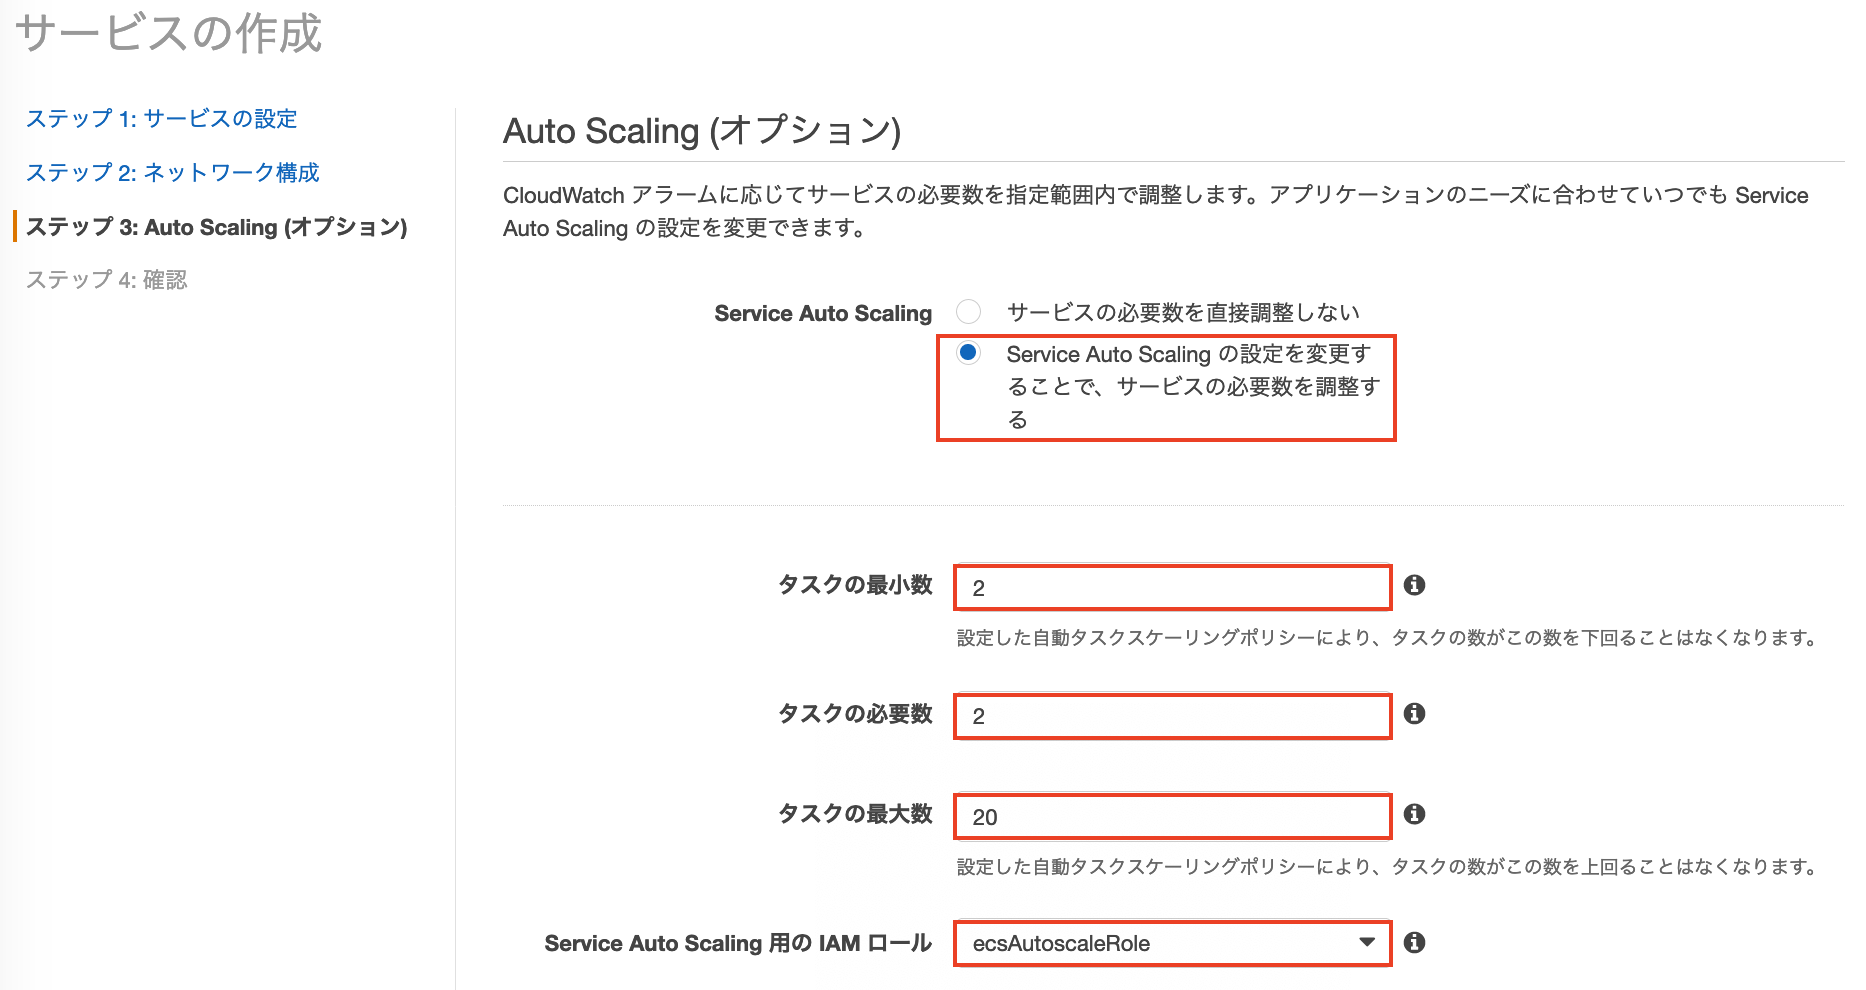 サービスの作成
ステップ 1: サービスの設定
ステップ 2: ネットワーク構成
ステップ 3: Auto Scaling (オプション)
ステップ 4: 確認
Auto Scaling (オプション)
CloudWatch アラームに応じてサービスの必要数を指定範囲内で調整します。アプリケーションのニーズに合わせていつでも Service
Auto Scaling の設定を変更できます。
Service Auto Scaling
サービスの必要数を直接調整しない
Service Auto Scaling の設定を変更す
ることで、サービスの必要数を調整す
る
タスクの最小数
2
設定した自動タスクスケーリングポリシーにより、タスクの数がこの数を下回ることはなくなります。
タスクの必要数
2
タスクの最大数
20
設定した自動タスクスケーリングポリシーにより、タスクの数がこの数を上回ることはなくなります。
Service Auto Scaling 用の IAM ロール
ecsAutoscaleRole